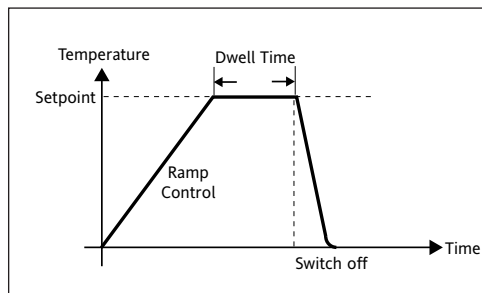 Dwell Time
Temperature
Setpoint
Ramp
Control
Time
Switch off